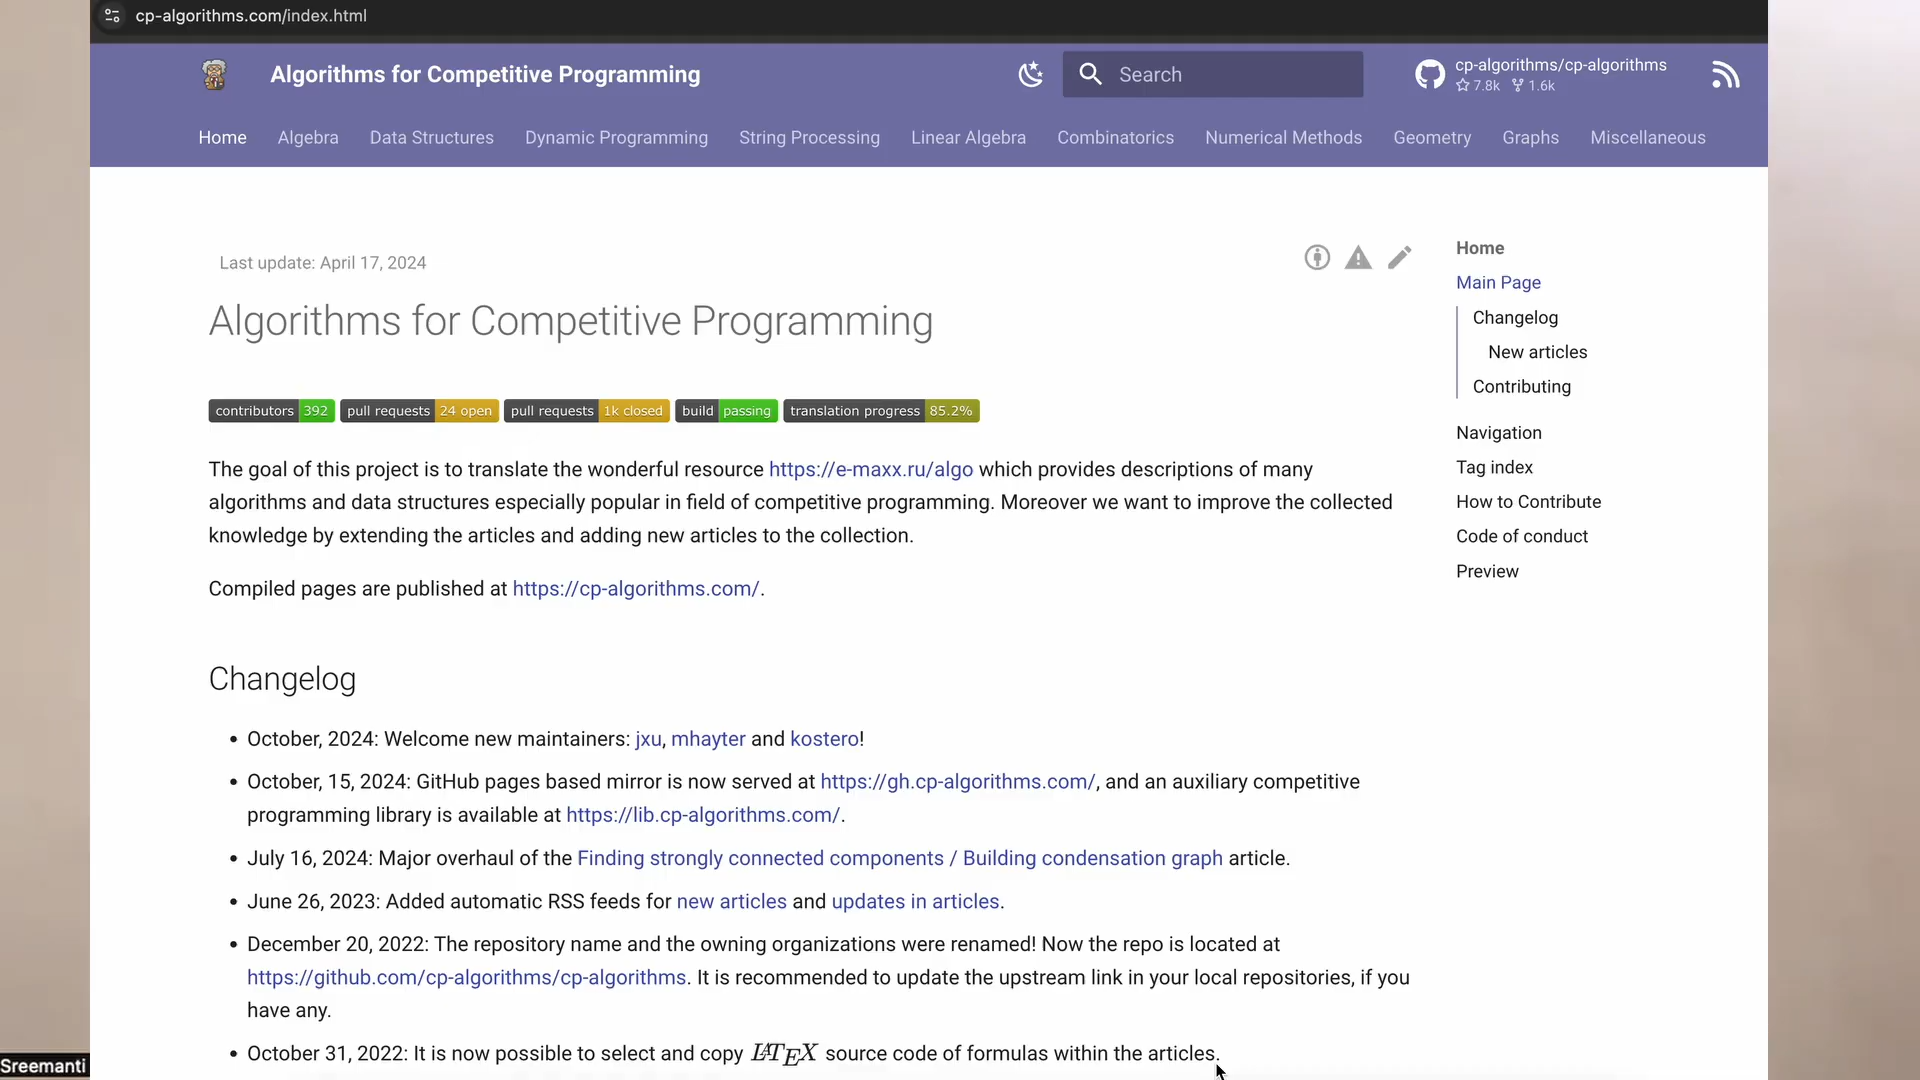 cp-algorithms.com/index.html
Algorithms for Competitive Programming
Search
cp-algorithms/cp-algorithms
7.8k 1.6k
Home Algebra Data Structures Dynamic Programming String Processing Linear Algebra Combinatorics Numerical Methods Geometry Graphs Miscellaneous
Last update: April 17, 2024
Algorithms for Competitive Programming
contributors 392 pull requests 24 open pull requests 1k closed build passing translation progress 85.2%
The goal of this project is to translate the wonderful resource https://e-maxx.ru/algo which provides descriptions of many
algorithms and data structures especially popular in field of competitive programming. Moreover we want to improve the collected
knowledge by extending the articles and adding new articles to the collection.
Compiled pages are published at https://cp-algorithms.com/.
Changelog
• October, 2024: Welcome new maintainers: jxu, mhayter and kostero!
• October, 15, 2024: GitHub pages based mirror is now served at https://gh.cp-algorithms.com/, and an auxiliary competitive
programming library is available at https://lib.cp-algorithms.com/.
• July 16, 2024: Major overhaul of the Finding strongly connected components / Building condensation graph article.
• June 26, 2023: Added automatic RSS feeds for new articles and updates in articles.
• December 20, 2022: The repository name and the owning organizations were renamed! Now the repo is located at
https://github.com/cp-algorithms/cp-algorithms. It is recommended to update the upstream link in your local repositories, if you
have any.
• October 31, 2022: It is now possible to select and copy LATEX source code of formulas within the articles.
Home
Main Page
Changelog
New articles
Contributing
Navigation
Tag index
How to Contribute
Code of conduct
Preview
Sreemanti